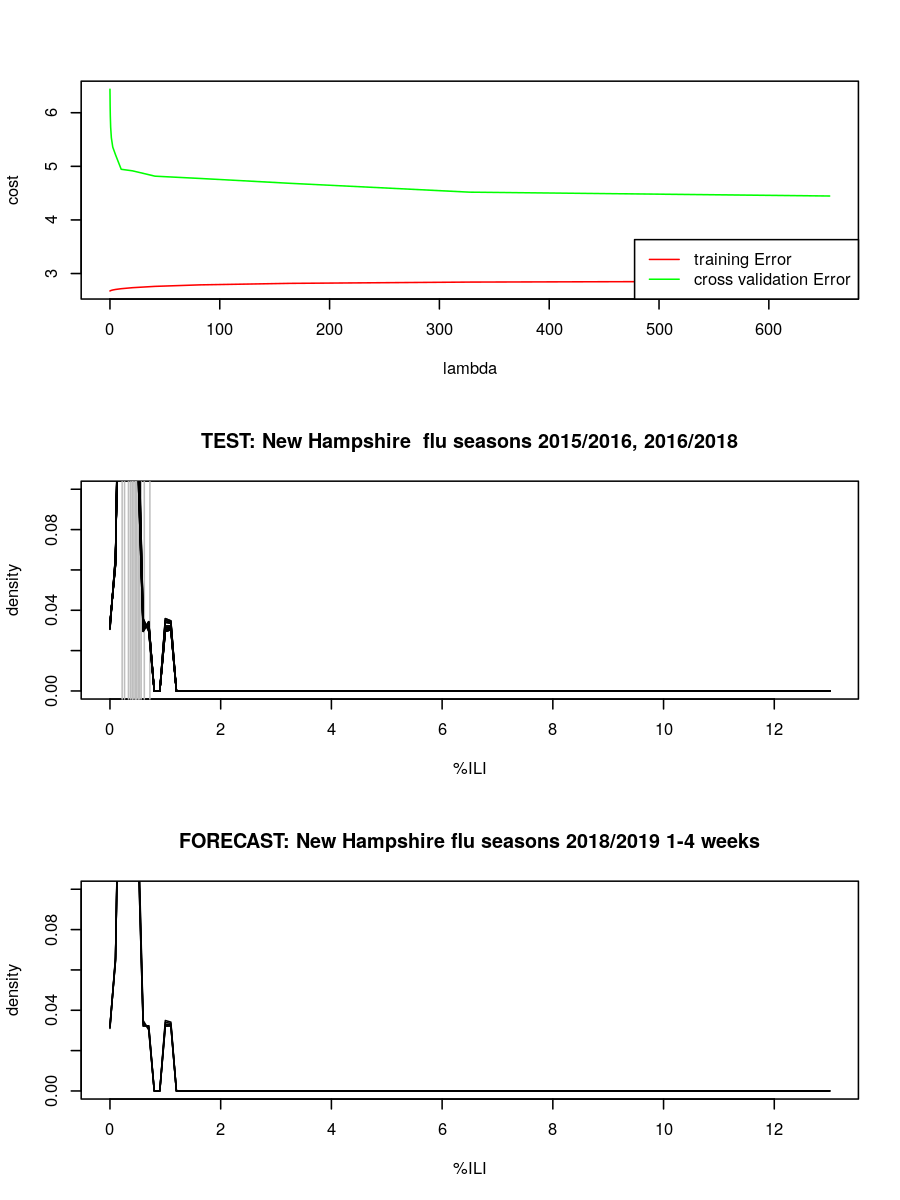 cost
6
5
4
3
training Error
cross validation Error
0 100 200 300 400 500 600
lambda
TEST: New Hampshire  flu seasons 2015/2016, 2016/2018
density
0.08
0.04
0.00
0 2 4 6 8 10 12
%ILI
FORECAST: New Hampshire flu seasons 2018/2019 1-4 weeks
density
0.08
0.04
0.00
0 2 4 6 8 10 12
%ILI